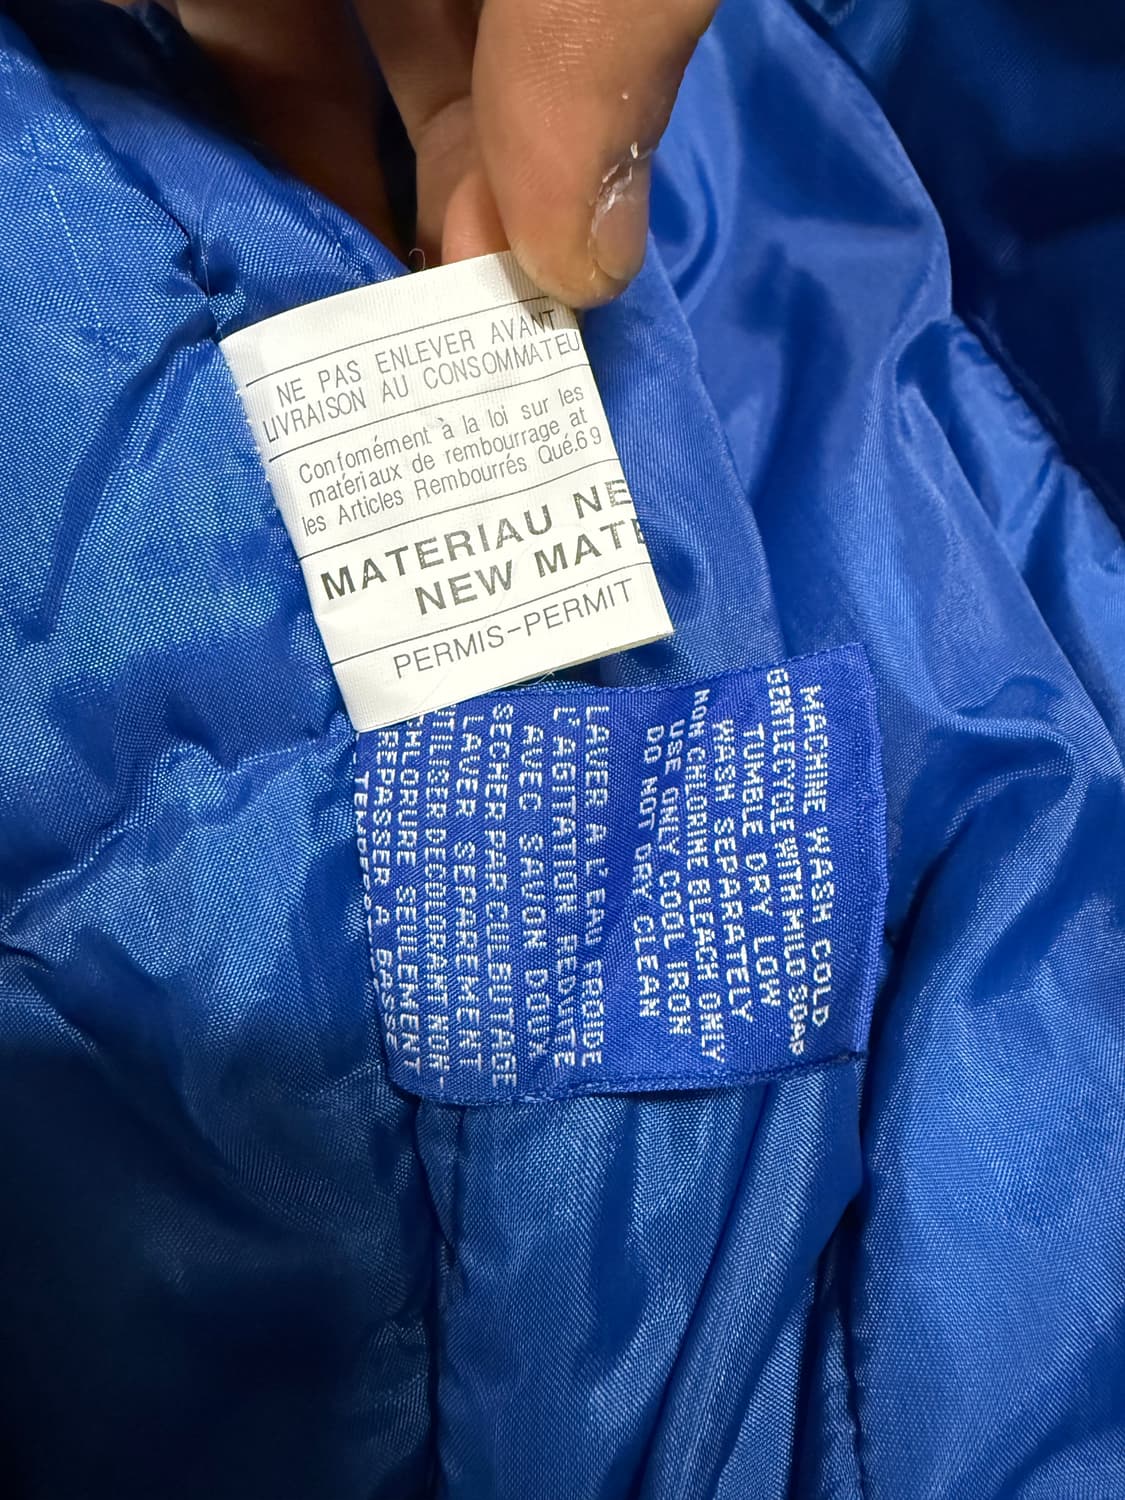 NE PAS ENLEVER AVANT
LIVRAISON AU CONSOMMATEU
Confomément à la loi sur les
matériaux de rembourrage at
les Articles Rembourrés Qué.69
MATERIAU NE
NEW MATE
PERMIS-PERMIT
MACHINE WASH COLD
GENTLECYCLE WITH MILD SOAP
TUMBLE DRY LOW
WASH SEPARATELY
NON CHLORINE BLEACH ONLY
USE ONLY COOL IRON
DO NOT DRY CLEAN
LAVER A L'EAU FROIDE
L'AGITATION REDUITE
AVEC SAVON DOUX
SECHER PAR CULBUTAGE
LAVER SEPAREMENT
UTILISER DECOLORANT NON-
CHLORURE SEULEMENT
REPASSER A BASSE